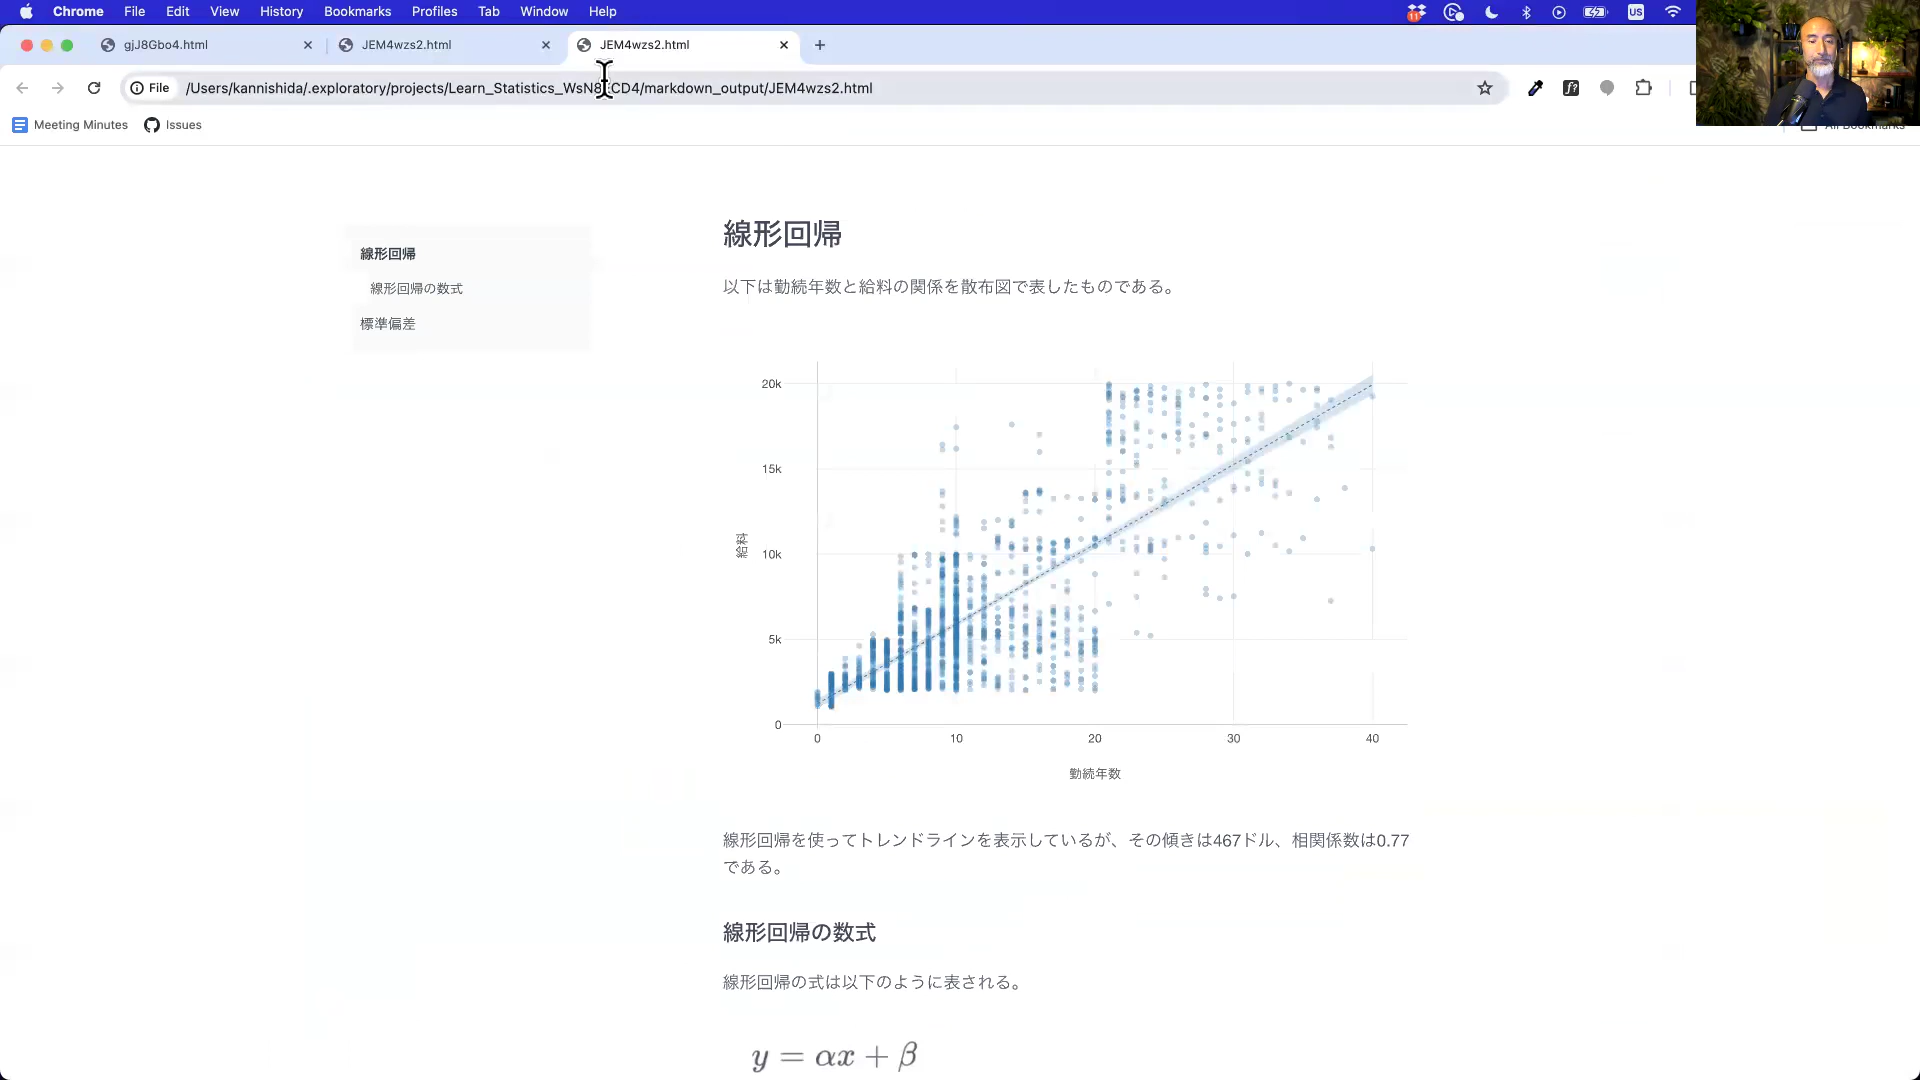 Chrome File Edit View History Bookmarks Profiles Tab Window Help
11
US
gjJ8Gbo4.html
JEM4wzs2.html
JEM4wzs2.html
File
/Users/kannishida/.exploratory/projects/Learn_Statistics_ CD4/markdown_output/JEM4wzs2.html
Meeting Minutes
Issues
All Bookmarks
線形回帰
線形回帰の数式
標準偏差
線形回帰
以下は勤続年数と給料の関係を散布図で表したものである。
20k
15k
10k
5k
0
給料
0 10 20 30 40
勤続年数
線形回帰を使ってトレンドラインを表示しているが、その傾きは467ドル、相関係数は0.77
である。
線形回帰の数式
線形回帰の式は以下のように表される。
y = αx + β